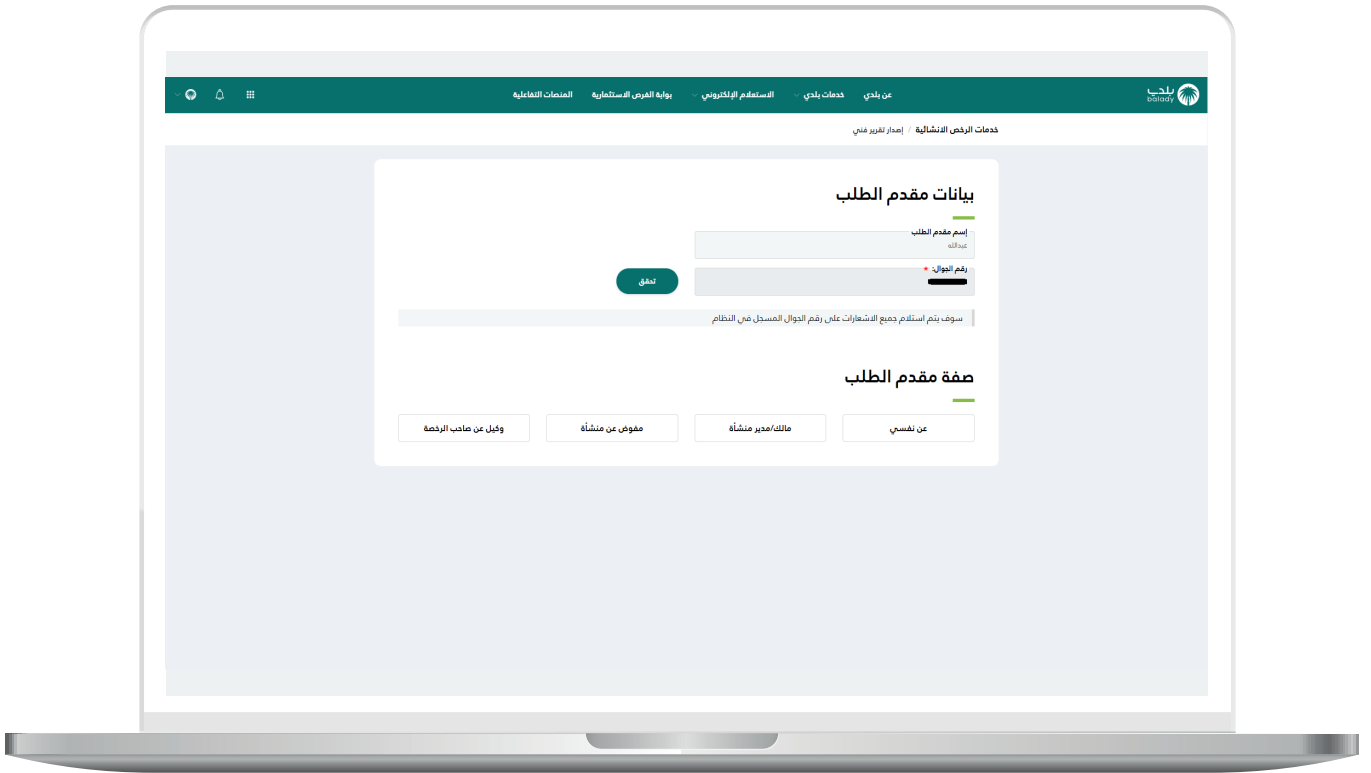 بلدي
balady
عن بلدي خدمات بلدي الاستعلام الإلكتروني بوابة الفرص الاستثمارية المنصات التفاعلية
خدمات الرخص الانشائية / إصدار تقرير فني
بيانات مقدم الطلب
إسم مقدم الطلب
عبدالله
رقم الجوال: *
تحقق
سوف يتم استلام جميع الاشعارات على رقم الجوال المسجل في النظام
صفة مقدم الطلب
عن نفسي مالك/مدير منشأة مفوض عن منشأة وكيل عن صاحب الرخصة